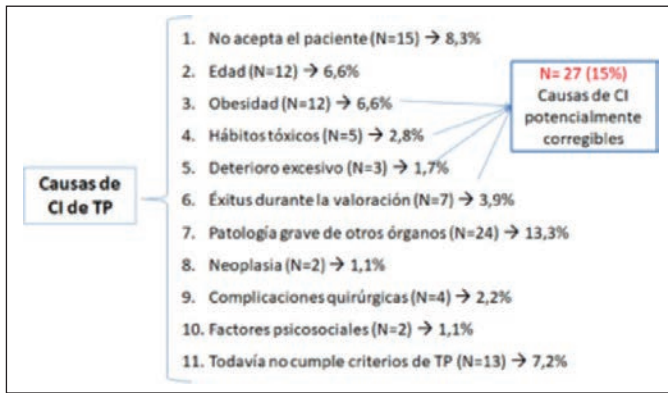 Causas de
CI de TP
1. No acepta el paciente (N=15) → 8,3%
2. Edad (N=12) → 6,6%
3. Obesidad (N=12) → 6,6%
4. Hábitos tóxicos (N=5) → 2,8%
5. Deterioro excesivo (N=3) → 1,7%
6. Éxitus durante la valoración (N=7) → 3,9%
7. Patología grave de otros órganos (N=24) → 13,3%
8. Neoplasia (N=2) → 1,1%
9. Complicaciones quirúrgicas (N=4) → 2,2%
10. Factores psicosociales (N=2) → 1,1%
11. Todavía no cumple criterios de TP (N=13) → 7,2%
N= 27 (15%)
Causas de CI
potencialmente
corregibles